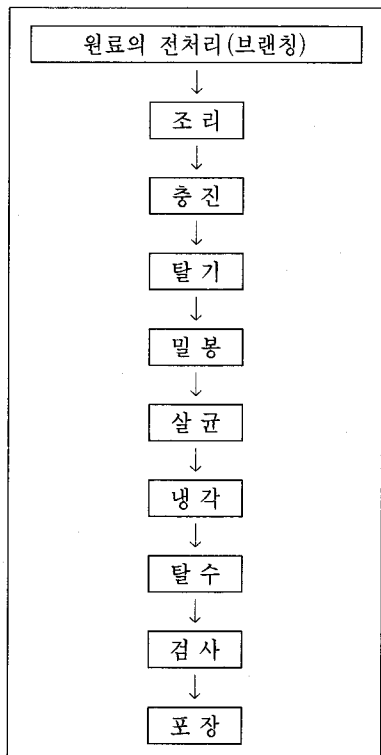 원료의 전처리(브랜칭)
↓
조 리
↓
충 진
↓
탈 기
↓
밀 봉
↓
살 균
↓
냉 각
↓
탈 수
↓
검 사
↓
포 장